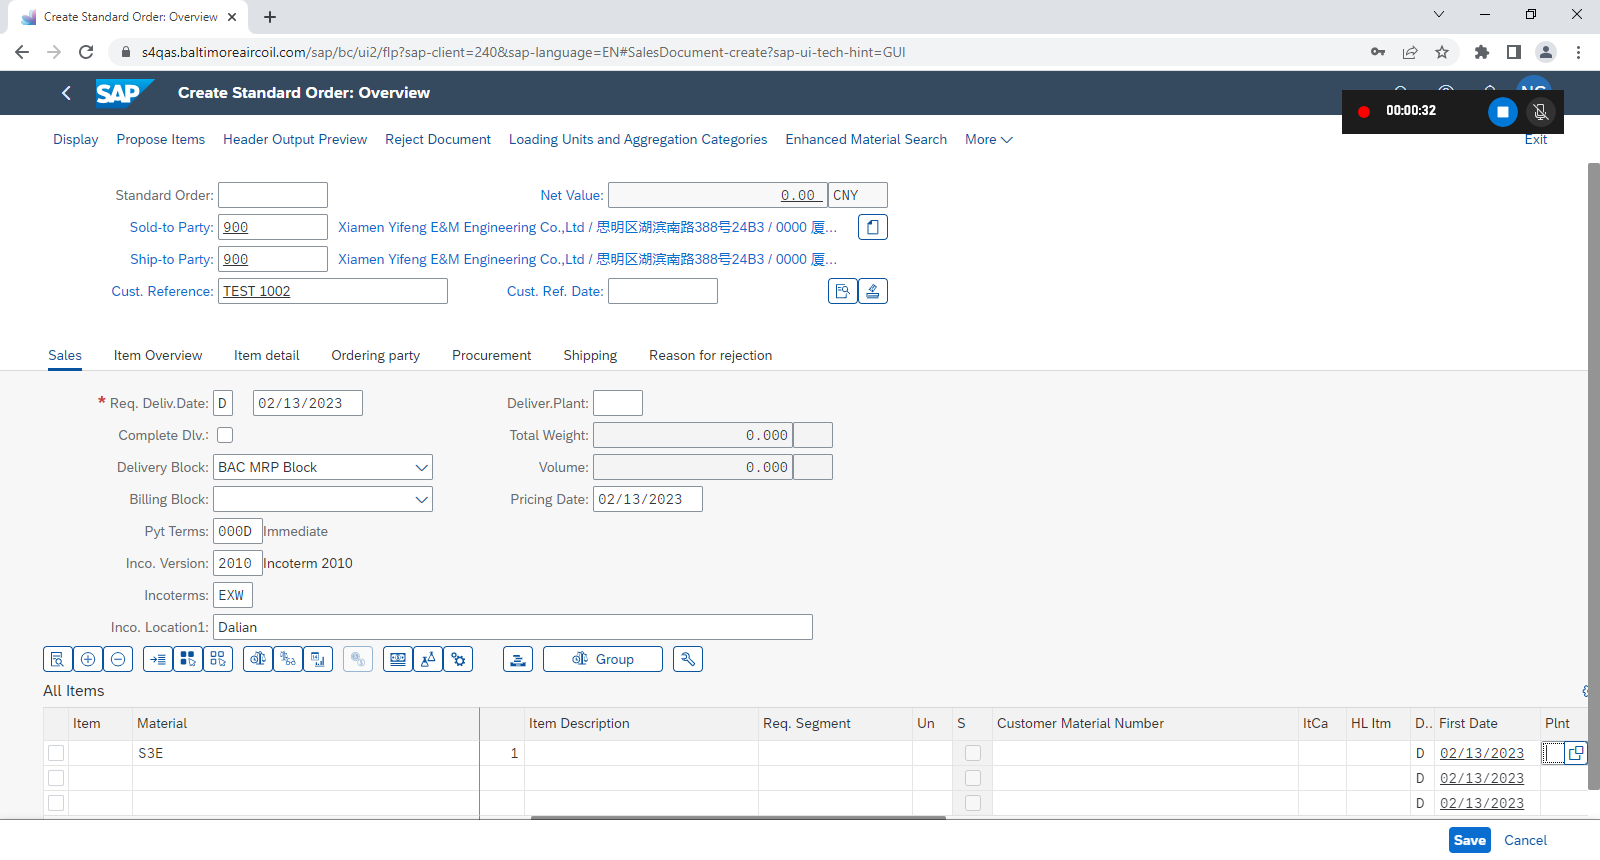 Create Standard Order: Overview
s4qas.baltimoreaircoil.com/sap/bc/ui2/flp?sap-client=240&sap-language=EN#SalesDocument-create?sap-ui-tech-hint=GUI
SAP Create Standard Order: Overview
00:00:32
Display Propose Items Header Output Preview Reject Document Loading Units and Aggregation Categories Enhanced Material Search More Exit
Standard Order: Net Value: 0.00 CNY
Sold-to Party: 900 Xiamen Yifeng E&M Engineering Co.,Ltd / 思明区湖滨南路388号24B3 / 0000 厦...
Ship-to Party: 900 Xiamen Yifeng E&M Engineering Co.,Ltd / 思明区湖滨南路388号24B3 / 0000 厦...
Cust. Reference: TEST 1002 Cust. Ref. Date:
Sales Item Overview Item detail Ordering party Procurement Shipping Reason for rejection
* Req. Deliv.Date: D 02/13/2023 Deliver.Plant:
Complete Dlv.: Total Weight: 0.000
Delivery Block: BAC MRP Block Volume: 0.000
Billing Block: Pricing Date: 02/13/2023
Pyt Terms: 000D Immediate
Inco. Version: 2010 Incoterm 2010
Incoterms: EXW
Inco. Location1: Dalian
Group
All Items
Item Material Item Description Req. Segment Un S Customer Material Number ItCa HL Itm D.. First Date Plnt
S3E 1 D 02/13/2023
D 02/13/2023
D 02/13/2023
Save Cancel